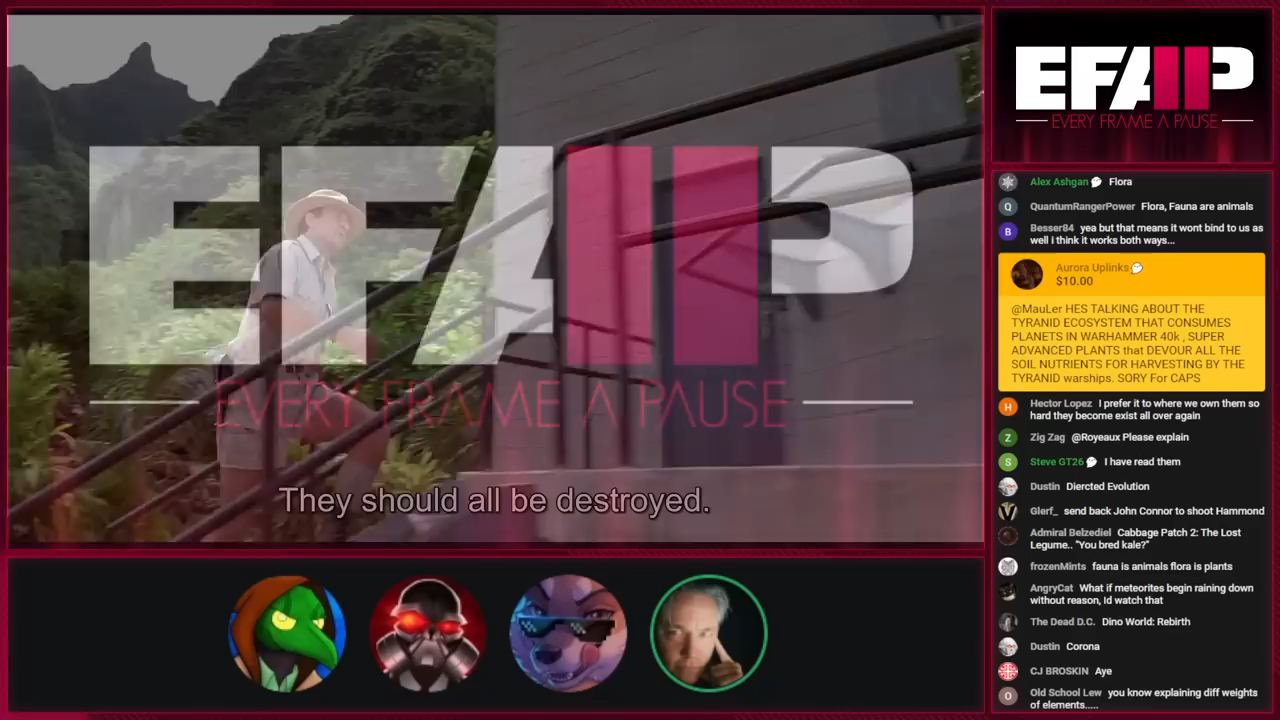 EFAP
EVERY FRAME A PAUSE
They should all be destroyed.
EFAP
EVERY FRAME A PAUSE
Alex Ashgan Flora
Q QuantumRangerPower Flora, Fauna are animals
B Besser84 yea but that means it wont bind to us as
well i think it works both ways...
Aurora Uplinks
$10.00
@MauLer HES TALKING ABOUT THE
TYRANID ECOSYSTEM THAT CONSUMES
PLANETS IN WARHAMMER 40k , SUPER
ADVANCED PLANTS that DEVOUR ALL THE
SOIL NUTRIENTS FOR HARVESTING BY THE
TYRANID warships. SORY For CAPS
H Hector Lopez I prefer it to where we own them so
hard they become exist all over again
Z Zig Zag @Royeaux Please explain
S Steve GT26 I have read them
Dustin Diercted Evolution
Glerf_ send back John Connor to shoot Hammond
Admiral Belzediel Cabbage Patch 2: The Lost
Legume.. "You bred kale?"
frozenMints fauna is animals flora is plants
AngryCat What if meteorites begin raining down
without reason, Id watch that
The Dead D.C. Dino World: Rebirth
Dustin Corona
CJ BROSKIN Aye
O Old School Lew you know explaining diff weights
of elements.....